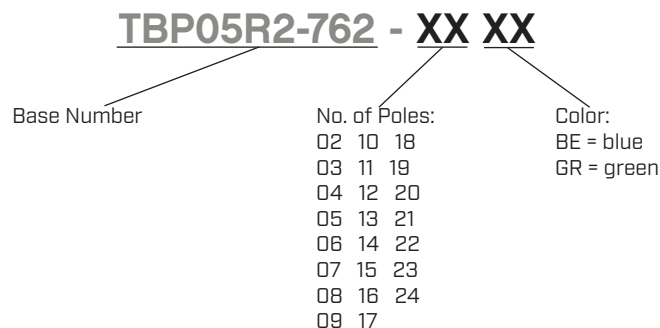 TBP05R2-762 - XX XX
Base Number
No. of Poles:
02 10 18
03 11 19
04 12 20
05 13 21
06 14 22
07 15 23
08 16 24
09 17
Color:
BE = blue
GR = green